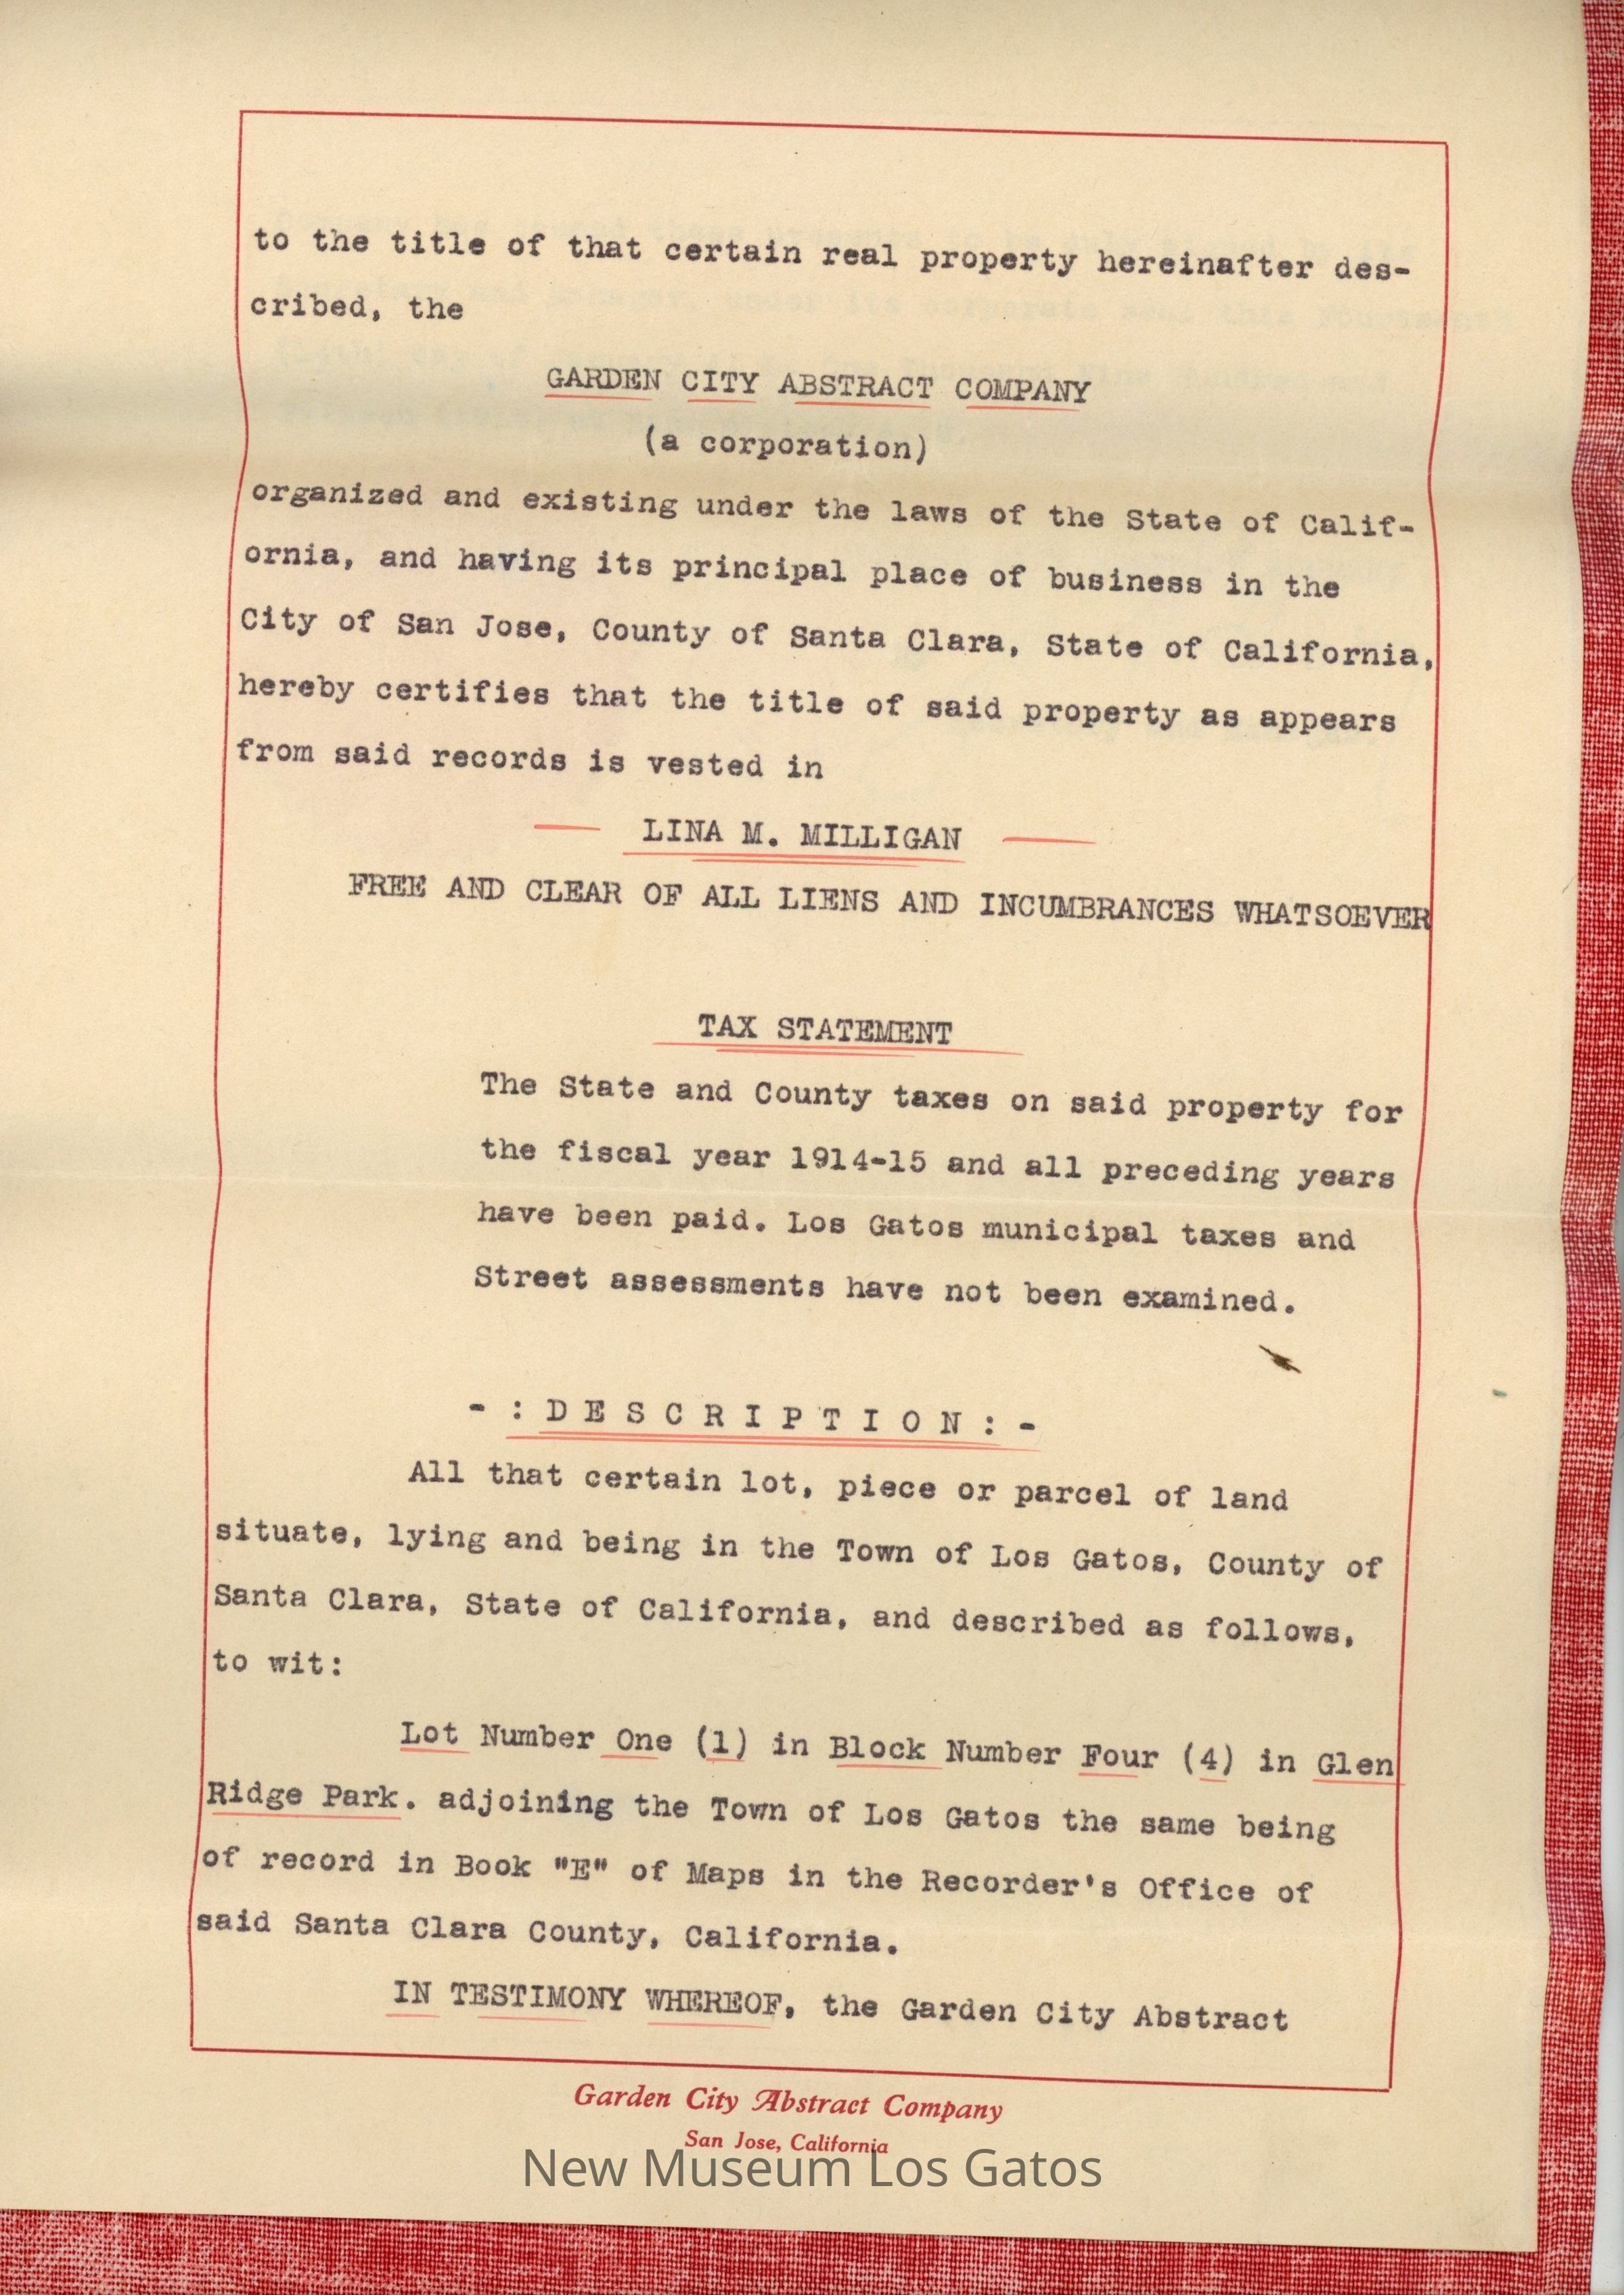 to the title of that certain real property hereinafter des-
cribed, the
GARDEN CITY ABSTRACT COMPANY
(a corporation)
organized and existing under the laws of the State of Calif-
ornia, and having its principal place of business in the
City of San Jose, County of Santa Clara, State of California,
hereby certifies that the title of said property as appears
from said records is vested in
LINA M. MILLIGAN
FREE AND CLEAR OF ALL LIENS AND INCUMBRANCES WHATSOEVER
TAX STATEMENT
The State and County taxes on said property for
the fiscal year 1914-15 and all preceding years
have been paid. Los Gatos municipal taxes and
Street assessments have not been examined.
- : D E S C R I P T I O N : -
All that certain lot, piece or parcel of land
situate, lying and being in the Town of Los Gatos, County of
Santa Clara, State of California, and described as follows,
to wit:
Lot Number One (1) in Block Number Four (4) in Glen
Ridge Park. adjoining the Town of Los Gatos the same being
of record in Book "E" of Maps in the Recorder's Office of
said Santa Clara County, California.
IN TESTIMONY WHEREOF, the Garden City Abstract
Garden City Abstract Company
San Jose, California
New Museum Los Gatos